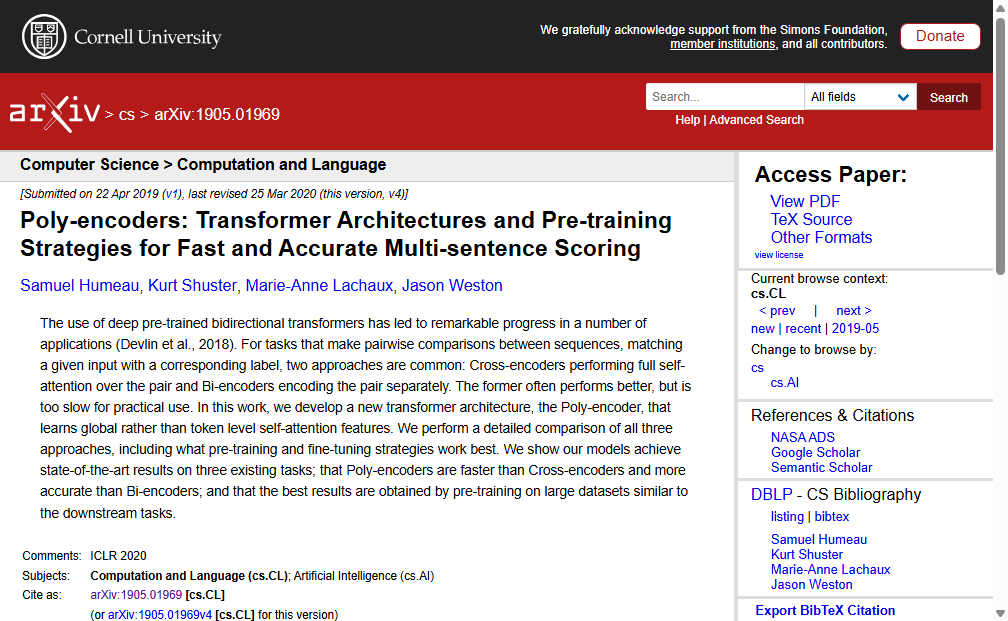 Cornell University
We gratefully acknowledge support from the Simons Foundation,
member institutions, and all contributors.
Donate
arXiv > cs > arXiv:1905.01969
Search...
All fields
Search
Help | Advanced Search
Computer Science > Computation and Language
[Submitted on 22 Apr 2019 (v1), last revised 25 Mar 2020 (this version, v4)]
Poly-encoders: Transformer Architectures and Pre-training
Strategies for Fast and Accurate Multi-sentence Scoring
Samuel Humeau, Kurt Shuster, Marie-Anne Lachaux, Jason Weston
The use of deep pre-trained bidirectional transformers has led to remarkable progress in a number of
applications (Devlin et al., 2018). For tasks that make pairwise comparisons between sequences, matching
a given input with a corresponding label, two approaches are common: Cross-encoders performing full self-
attention over the pair and Bi-encoders encoding the pair separately. The former often performs better, but is
too slow for practical use. In this work, we develop a new transformer architecture, the Poly-encoder, that
learns global rather than token level self-attention features. We perform a detailed comparison of all three
approaches, including what pre-training and fine-tuning strategies work best. We show our models achieve
state-of-the-art results on three existing tasks; that Poly-encoders are faster than Cross-encoders and more
accurate than Bi-encoders; and that the best results are obtained by pre-training on large datasets similar to
the downstream tasks.
Comments: ICLR 2020
Subjects: Computation and Language (cs.CL); Artificial Intelligence (cs.AI)
Cite as: arXiv:1905.01969 [cs.CL]
(or arXiv:1905.01969v4 [cs.CL] for this version)
Access Paper:
View PDF
TeX Source
Other Formats
view license
Current browse context:
cs.CL
< prev | next >
new | recent | 2019-05
Change to browse by:
cs
cs.AI
References & Citations
NASA ADS
Google Scholar
Semantic Scholar
DBLP - CS Bibliography
listing | bibtex
Samuel Humeau
Kurt Shuster
Marie-Anne Lachaux
Jason Weston
Export BibTeX Citation